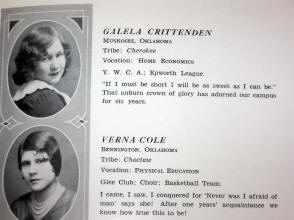 GALELA CRITTENDEN
MUSKOGEE, OKLAHOMA
Tribe: Cherokee
Vocation: HOME ECONOMICS
Y. W. C. A.; Epworth League.
"If I must be short I will be as sweet as I can be."
That auburn crown of glory has adorned our campus
for six years.
VERNA COLE
BENNINGTON, OKLAHOMA
Tribe: Choctaw
Vocation: PHYSICAL EDUCATION
Glee Club; Choir; Basketball Team.
I came, I saw, I conquered for 'Never was I afraid of
man' says she! After one years' acquaintance we
know how true this to be!